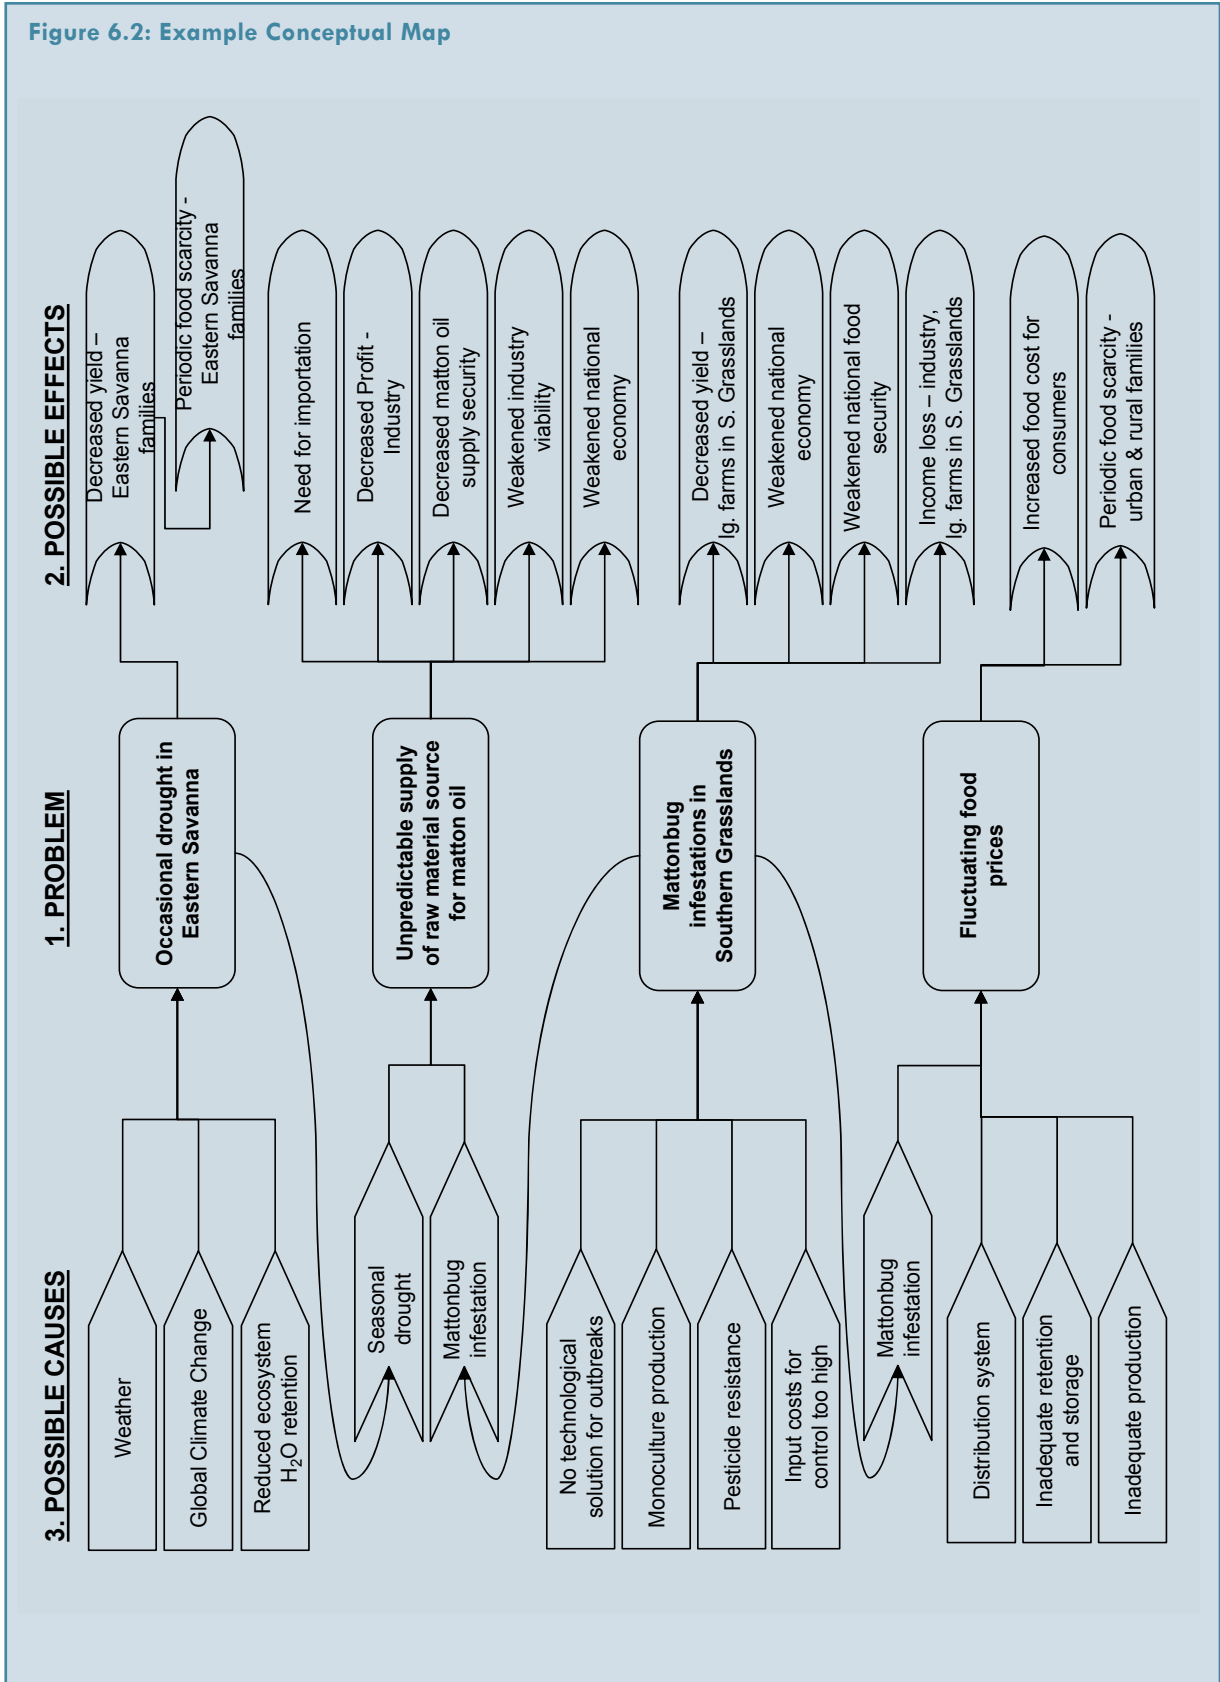 Figure 6.2: Example Conceptual Map
3. POSSIBLE CAUSES
1. PROBLEM
2. POSSIBLE EFFECTS
Weather
Global Climate Change
Reduced ecosystem
H₂O retention
Occasional drought in
Eastern Savanna
Decreased yield –
Eastern Savanna
families
Periodic food scarcity -
Eastern Savanna
families
Seasonal
drought
Mattonbug
infestation
Unpredictable supply
of raw material source
for matton oil
Need for importation
Decreased Profit -
Industry
Decreased matton oil
supply security
Weakened industry
viability
Weakened national
economy
No technological
solution for outbreaks
Monoculture production
Pesticide resistance
Input costs for
control too high
Mattonbug
infestations in
Southern Grasslands
Decreased yield –
lg. farms in S. Grasslands
Weakened national
economy
Weakened national food
security
Income loss – industry,
lg. farms in S. Grasslands
Mattonbug
infestation
Distribution system
Inadequate retention
and storage
Inadequate production
Fluctuating food
prices
Increased food cost for
consumers
Periodic food scarcity -
urban & rural families